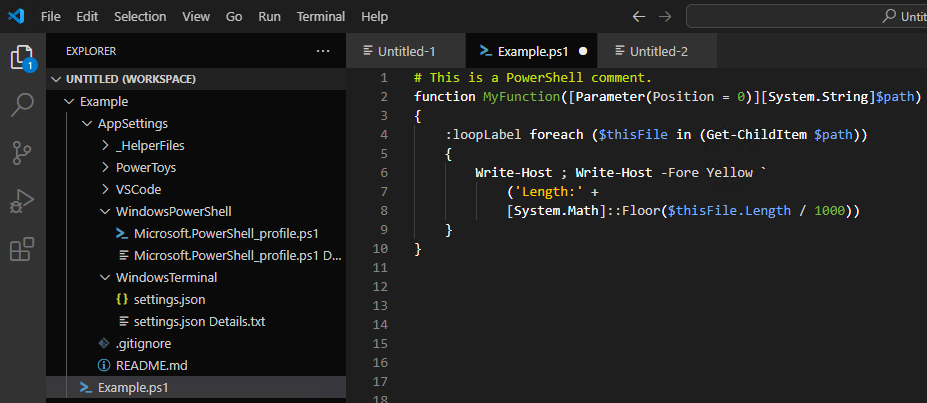 File Edit Selection View Go Run Terminal Help
EXPLORER ...
1
UNTITLED (WORKSPACE)
Example
AppSettings
_HelperFiles
PowerToys
VSCode
WindowsPowerShell
Microsoft.PowerShell_profile.ps1
Microsoft.PowerShell_profile.ps1 D...
WindowsTerminal
{} settings.json
settings.json Details.txt
.gitignore
README.md
Example.ps1
Untitled-1 Example.ps1 Untitled-2
1 # This is a PowerShell comment.
2 function MyFunction([Parameter(Position = 0)][System.String]$path)
3 {
4 :loopLabel foreach ($thisFile in (Get-ChildItem $path))
5 {
6 Write-Host ; Write-Host -Fore Yellow `
7 ('Length:' +
8 [System.Math]::Floor($thisFile.Length / 1000))
9 }
10 }
11
12
13
14
15
16
17
18